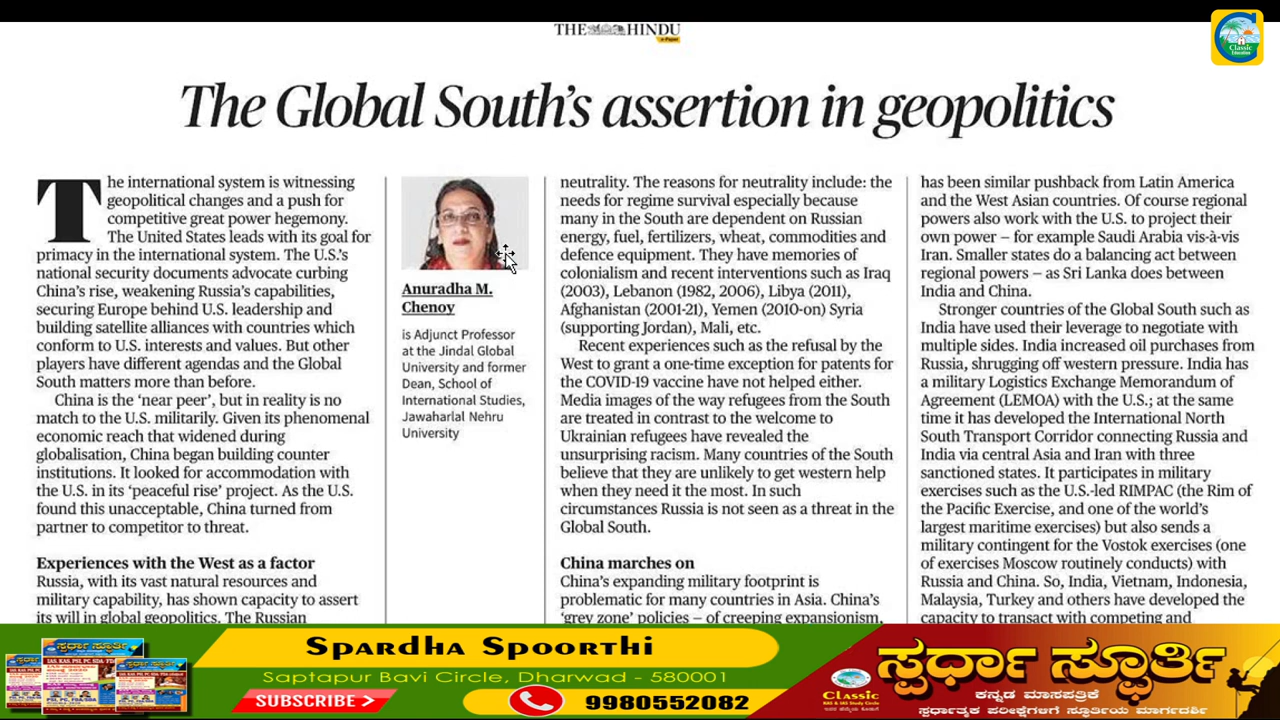 THE HINDU
e-Paper
Classic
Education
The Global South's assertion in geopolitics
The international system is witnessing
geopolitical changes and a push for
competitive great power hegemony.
The United States leads with its goal for
primacy in the international system. The U.S.'s
national security documents advocate curbing
China's rise, weakening Russia's capabilities,
securing Europe behind U.S. leadership and
building satellite alliances with countries which
conform to U.S. interests and values. But other
players have different agendas and the Global
South matters more than before.
China is the 'near peer', but in reality is no
match to the U.S. militarily. Given its phenomenal
economic reach that widened during
globalisation, China began building counter
institutions. It looked for accommodation with
the U.S. in its 'peaceful rise' project. As the U.S.
found this unacceptable, China turned from
partner to competitor to threat.
Experiences with the West as a factor
Russia, with its vast natural resources and
military capability, has shown capacity to assert
its will in global geopolitics. The Russian
Anuradha M.
Chenoy
is Adjunct Professor
at the Jindal Global
University and former
Dean, School of
International Studies,
Jawaharlal Nehru
University
neutrality. The reasons for neutrality include: the
needs for regime survival especially because
many in the South are dependent on Russian
energy, fuel, fertilizers, wheat, commodities and
defence equipment. They have memories of
colonialism and recent interventions such as Iraq
(2003), Lebanon (1982, 2006), Libya (2011),
Afghanistan (2001-21), Yemen (2010-on) Syria
(supporting Jordan), Mali, etc.
Recent experiences such as the refusal by the
West to grant a one-time exception for patents for
the COVID-19 vaccine have not helped either.
Media images of the way refugees from the South
are treated in contrast to the welcome to
Ukrainian refugees have revealed the
unsurprising racism. Many countries of the South
believe that they are unlikely to get western help
when they need it the most. In such
circumstances Russia is not seen as a threat in the
Global South.
China marches on
China's expanding military footprint is
problematic for many countries in Asia. China's
'grey zone' policies – of creeping expansionism,
has been similar pushback from Latin America
and the West Asian countries. Of course regional
powers also work with the U.S. to project their
own power – for example Saudi Arabia vis-à-vis
Iran. Smaller states do a balancing act between
regional powers – as Sri Lanka does between
India and China.
Stronger countries of the Global South such as
India have used their leverage to negotiate with
multiple sides. India increased oil purchases from
Russia, shrugging off western pressure. India has
a military Logistics Exchange Memorandum of
Agreement (LEMOA) with the U.S.; at the same
time it has developed the International North
South Transport Corridor connecting Russia and
India via central Asia and Iran with three
sanctioned states. It participates in military
exercises such as the U.S.-led RIMPAC (the Rim of
the Pacific Exercise, and one of the world's
largest maritime exercises) but also sends a
military contingent for the Vostok exercises (one
of exercises Moscow routinely conducts) with
Russia and China. So, India, Vietnam, Indonesia,
Malaysia, Turkey and others have developed the
capacity to transact with competing and
Spardha Spoorthi
Saptapur Bavi Circle, Dharwad - 580001
SUBSCRIBE >
9980552082
Classic
ಸ್ಪರ್ಧಾ ಸ್ಫೂರ್ತಿ
ಕನ್ನಡ ಮಾಸಪತ್ರಿಕೆ
ಸ್ಪರ್ಧಾತ್ಮಕ ಪರೀಕ್ಷೆಗಳಿಗೆ ಸ್ಫೂರ್ತಿಯ ಮಾರ್ಗದರ್ಶಿ